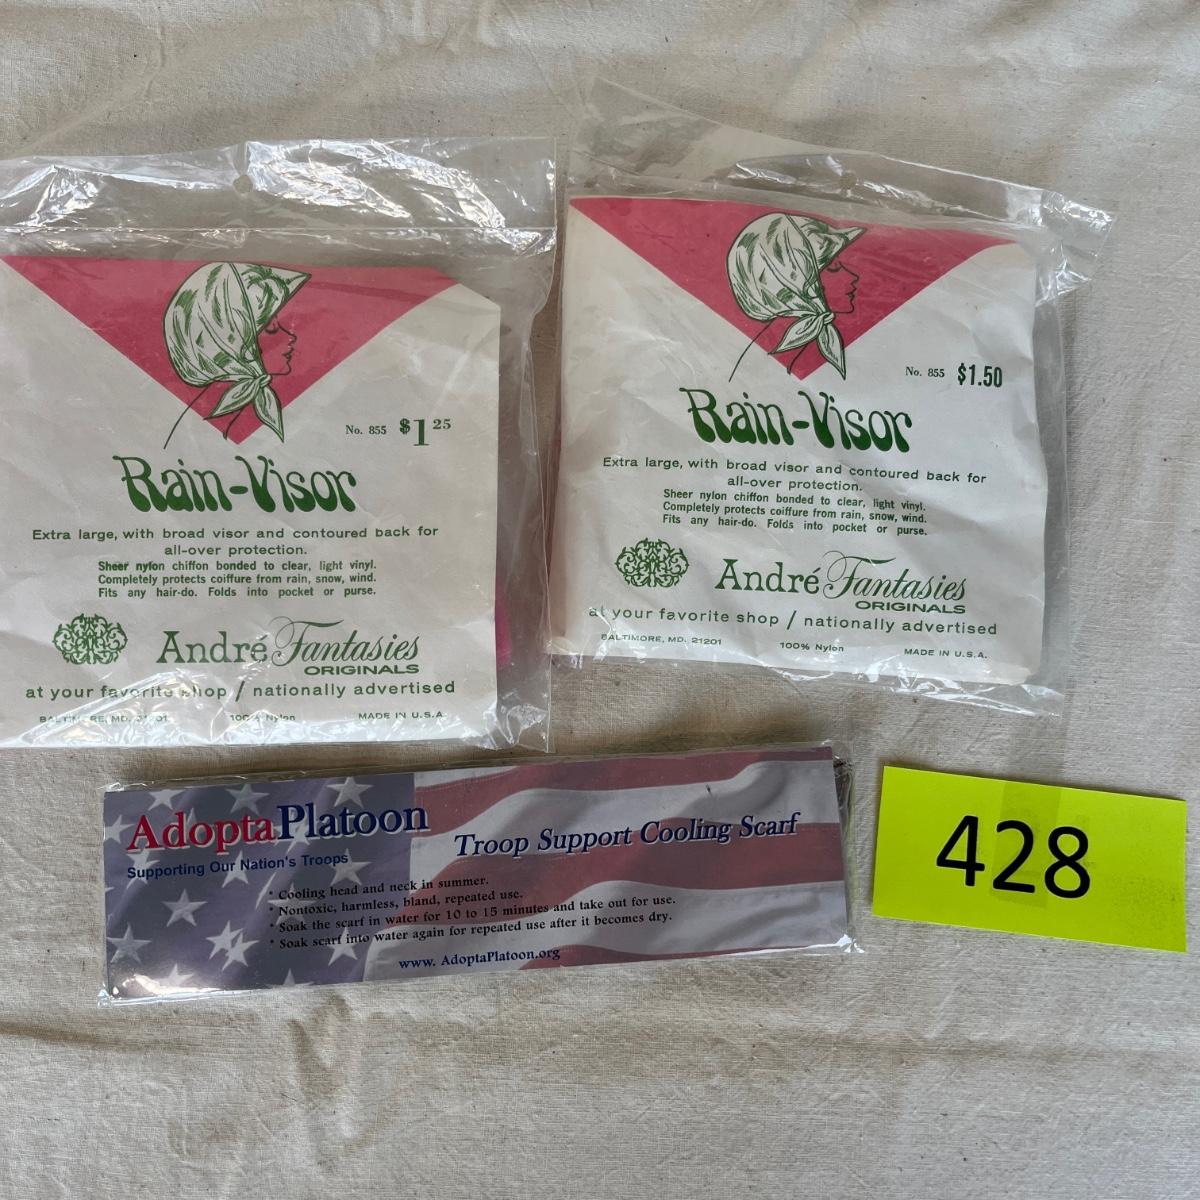 No. 855 $1 25
Rain-Visor
Extra large, with broad visor and contoured back for
all-over protection.
Sheer nylon chiffon bonded to clear, light vinyl.
Completely protects coiffure from rain, snow, wind.
Fits any hair-do. Folds into pocket or purse.
André Fantasies
ORIGINALS
at your favorite shop / nationally advertised
BALTIMORE, MD. 21201 100% Nylon MADE IN U.S.A.
No. 855 $1.50
Rain-Visor
Extra large, with broad visor and contoured back for
all-over protection.
Sheer nylon chiffon bonded to clear, light vinyl.
Completely protects coiffure from rain, snow, wind.
Fits any hair-do. Folds into pocket or purse.
André Fantasies
ORIGINALS
at your favorite shop / nationally advertised
BALTIMORE, MD. 21201 100% Nylon MADE IN U.S.A.
AdoptaPlatoon
Supporting Our Nation's Troops
Troop Support Cooling Scarf
* Cooling head and neck in summer.
* Nontoxic, harmless, bland, repeated use.
* Soak the scarf in water for 10 to 15 minutes and take out for use.
* Soak scarf into water again for repeated use after it becomes dry.
www. AdoptaPlatoon.org
428